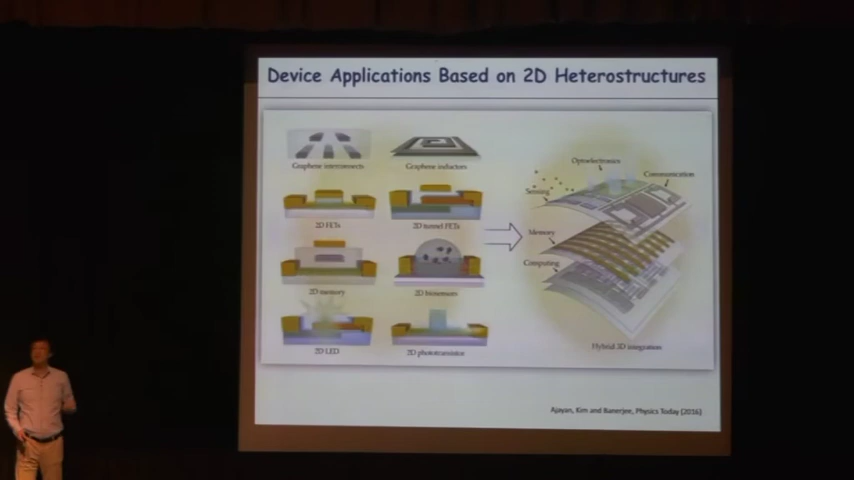 Device Applications Based on 2D Heterostructures
Graphene interconnects
Graphene inductors
2D FETs
2D tunnel FETs
2D memory
2D biosensors
2D LED
2D phototransistor
Optoelectronics
Communication
Sensing
Memory
Computing
Hybrid 3D integration
Ajayan, Kim and Banerjee, Physics Today (2016)